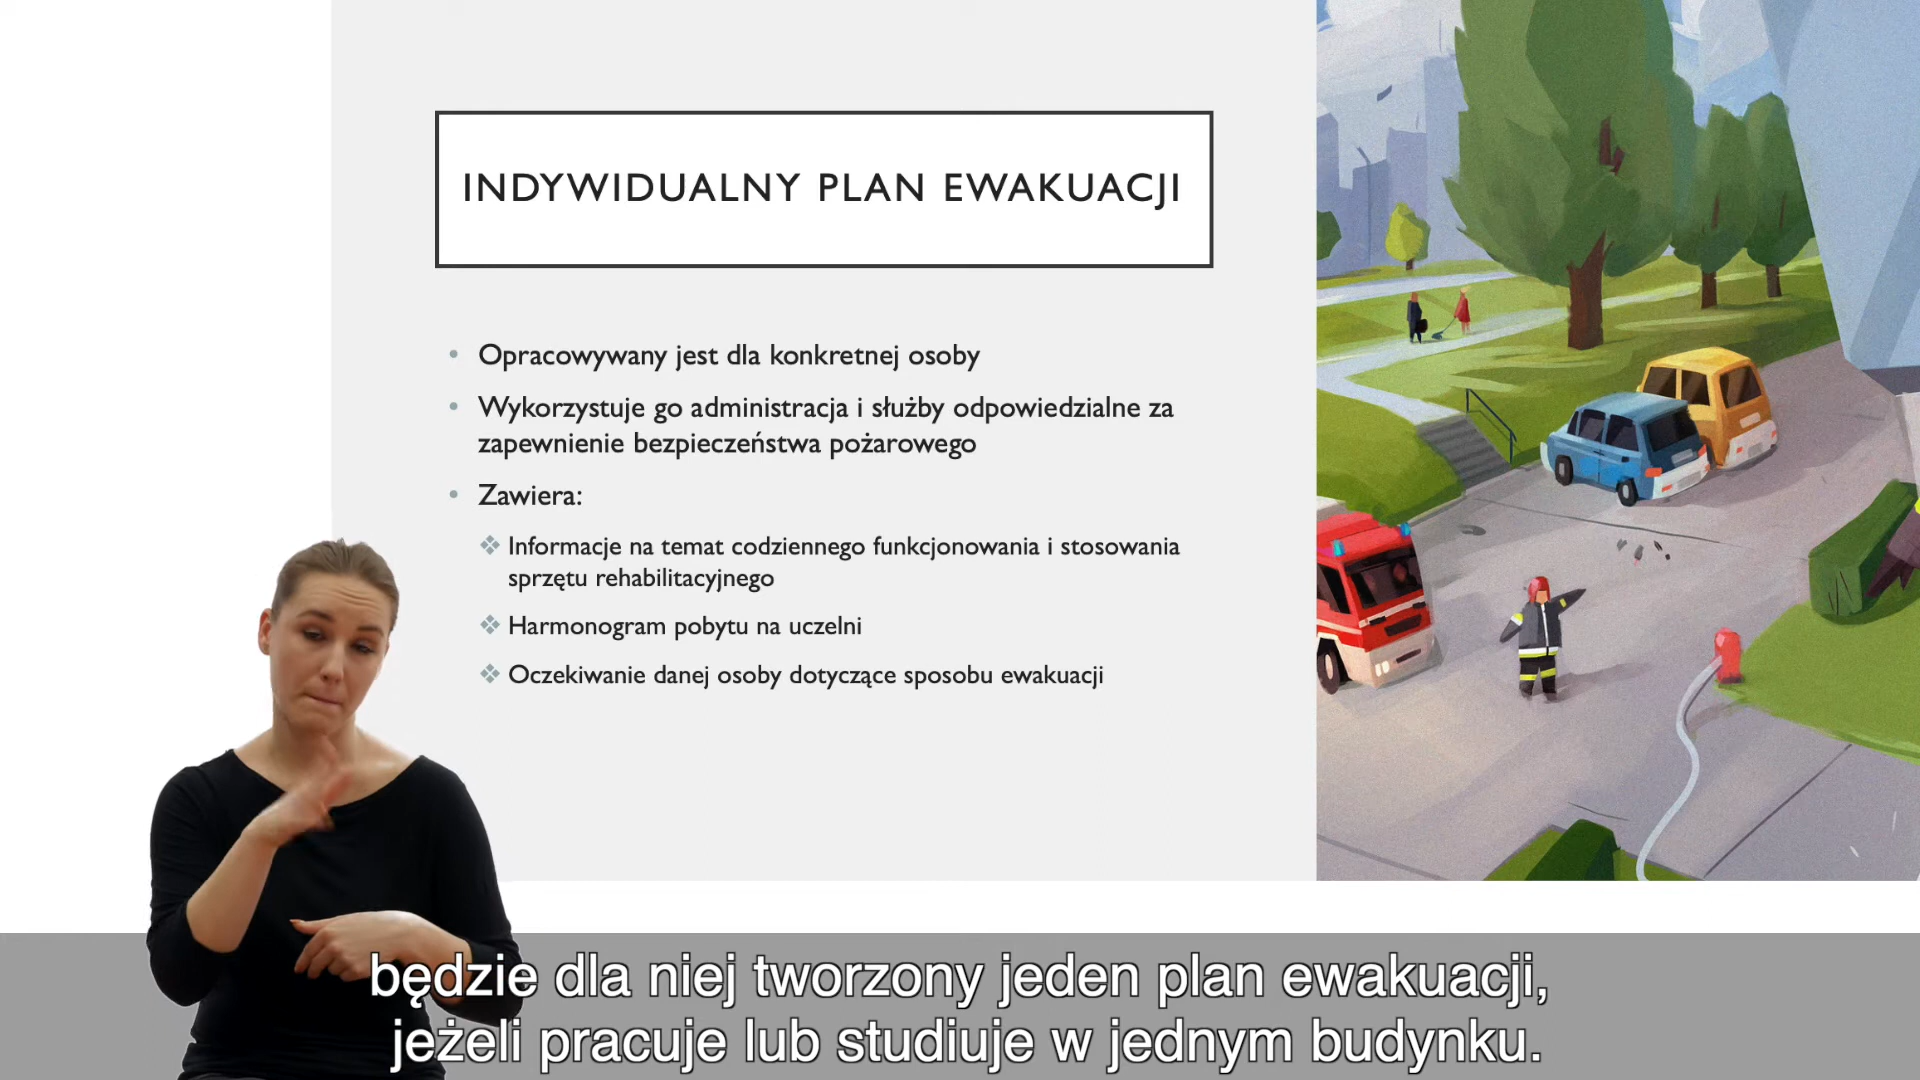 INDYWIDUALNY PLAN EWAKUACJI
• Opracowywany jest dla konkretnej osoby
• Wykorzystuje go administracja i służby odpowiedzialne za
zapewnienie bezpieczeństwa pożarowego
• Zawiera:
❖ Informacje na temat codziennego funkcjonowania i stosowania
sprzętu rehabilitacyjnego
❖ Harmonogram pobytu na uczelni
❖ Oczekiwanie danej osoby dotyczące sposobu ewakuacji
będzie dla niej tworzony jeden plan ewakuacji,
jeżeli pracuje lub studiuje w jednym budynku.